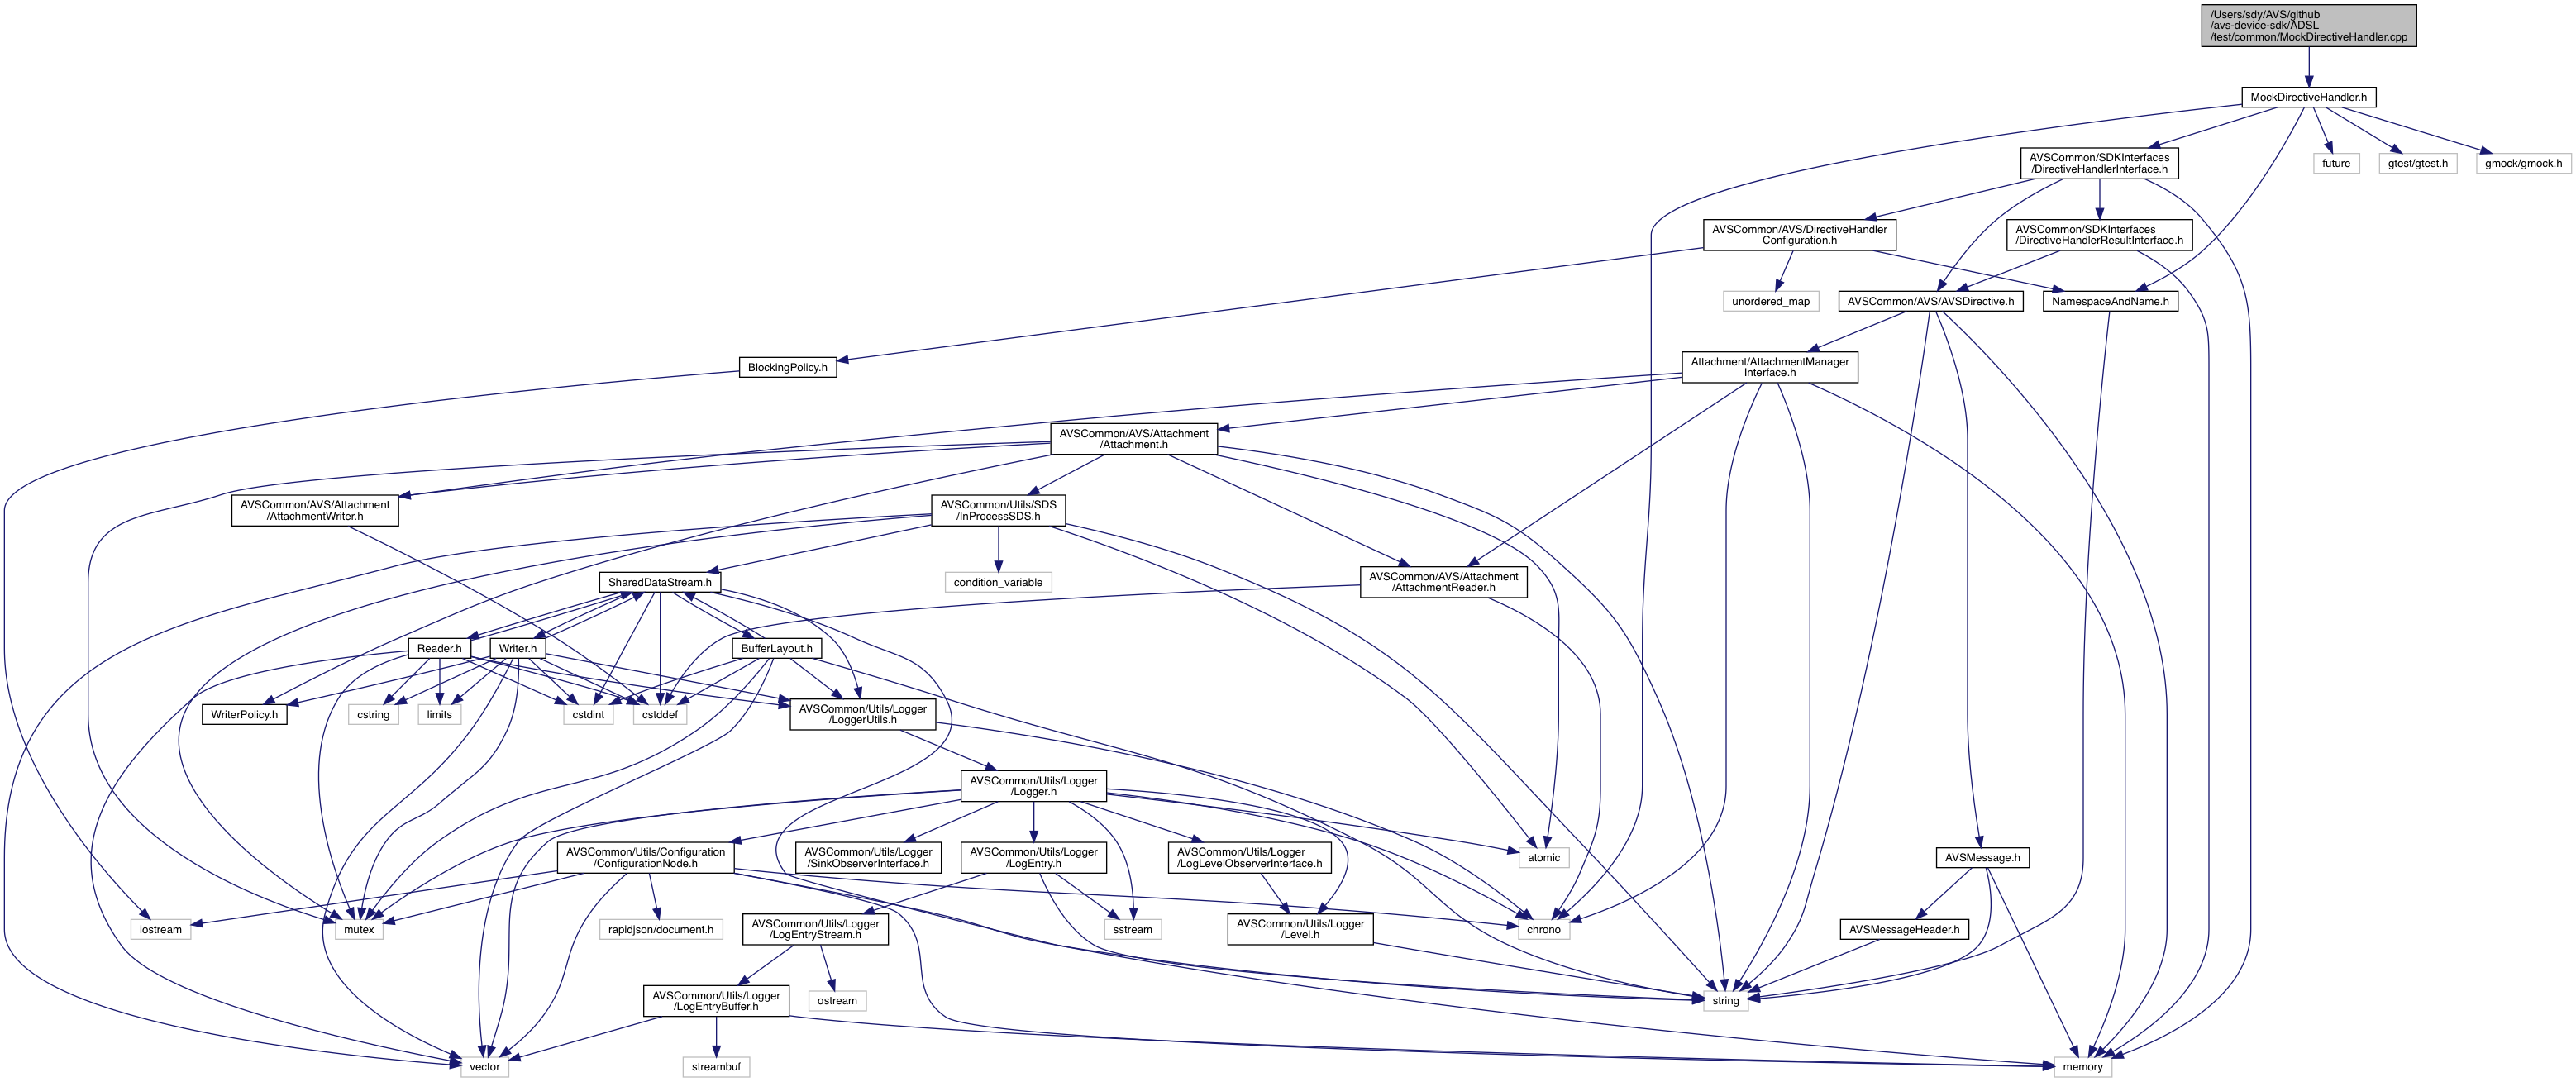 /Users/sdy/AVS/github
/avs-device-sdk/ADSL
/test/common/MockDirectiveHandler.cpp
MockDirectiveHandler.h
AVSCommon/SDKInterfaces
/DirectiveHandlerInterface.h
future
gtest/gtest.h
gmock/gmock.h
AVSCommon/AVS/DirectiveHandler
Configuration.h
AVSCommon/SDKInterfaces
/DirectiveHandlerResultInterface.h
unordered_map
AVSCommon/AVS/AVSDirective.h
NamespaceAndName.h
BlockingPolicy.h
Attachment/AttachmentManager
Interface.h
AVSCommon/AVS/Attachment
/Attachment.h
AVSCommon/AVS/Attachment
/AttachmentWriter.h
AVSCommon/Utils/SDS
/InProcessSDS.h
SharedDataStream.h
condition_variable
AVSCommon/AVS/Attachment
/AttachmentReader.h
Reader.h
Writer.h
BufferLayout.h
WriterPolicy.h
cstring
limits
cstdint
cstddef
AVSCommon/Utils/Logger
/LoggerUtils.h
AVSCommon/Utils/Logger
/Logger.h
AVSCommon/Utils/Configuration
/ConfigurationNode.h
AVSCommon/Utils/Logger
/SinkObserverInterface.h
AVSCommon/Utils/Logger
/LogEntry.h
AVSCommon/Utils/Logger
/LogLevelObserverInterface.h
atomic
AVSMessage.h
iostream
mutex
rapidjson/document.h
AVSCommon/Utils/Logger
/LogEntryStream.h
sstream
AVSCommon/Utils/Logger
/Level.h
chrono
AVSMessageHeader.h
AVSCommon/Utils/Logger
/LogEntryBuffer.h
ostream
string
vector
streambuf
memory